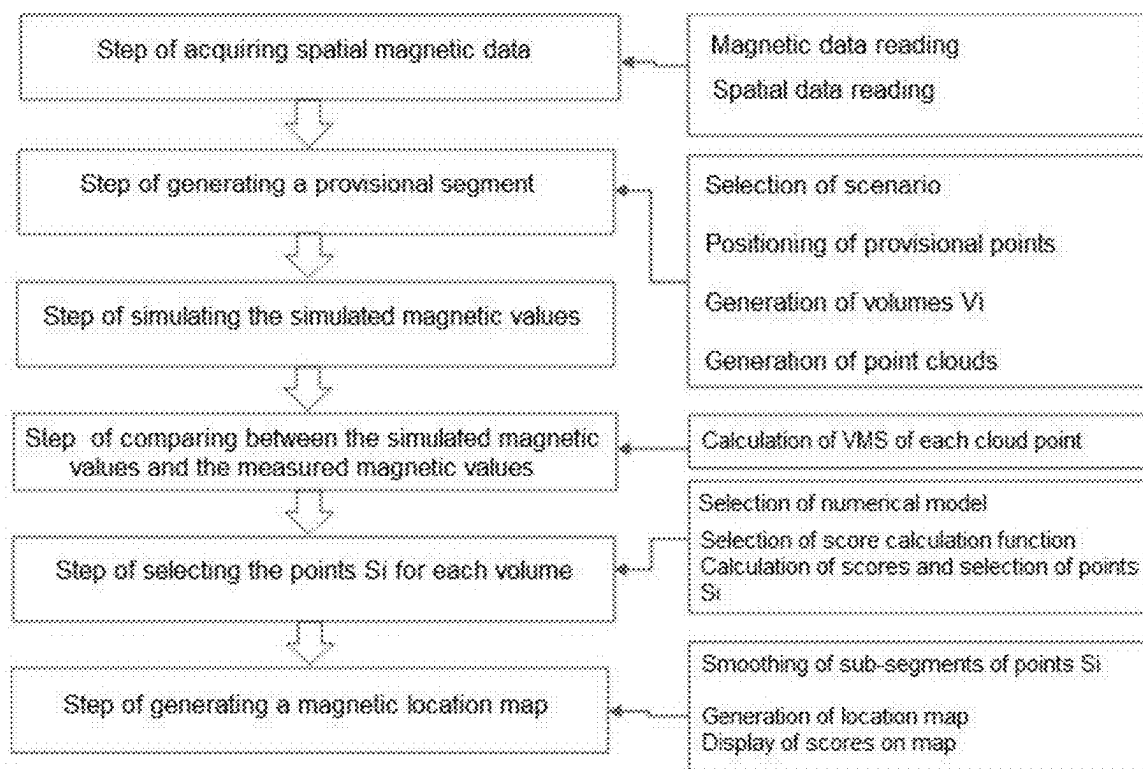 Step of acquiring spatial magnetic data
Magnetic data reading
Spatial data reading
Step of generating a provisional segment
Selection of scenario
Positioning of provisional points
Generation of volumes Vi
Generation of point clouds
Step of simulating the simulated magnetic values
Step of comparing between the simulated magnetic
values and the measured magnetic values
Calculation of VMS of each cloud point
Step of selecting the points Si for each volume
Selection of numerical model
Selection of score calculation function
Calculation of scores and selection of points
Si
Step of generating a magnetic location map
Smoothing of sub-segments of points Si
Generation of location map
Display of scores on map